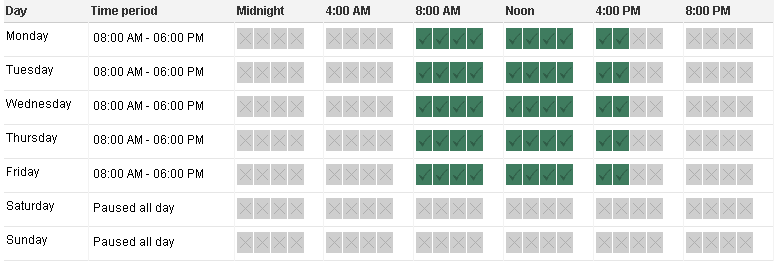 Day Time period Midnight 4:00 AM 8:00 AM Noon 4:00 PM 8:00 PM
Monday 08:00 AM - 06:00 PM
Tuesday 08:00 AM - 06:00 PM
Wednesday 08:00 AM - 06:00 PM
Thursday 08:00 AM - 06:00 PM
Friday 08:00 AM - 06:00 PM
Saturday Paused all day
Sunday Paused all day